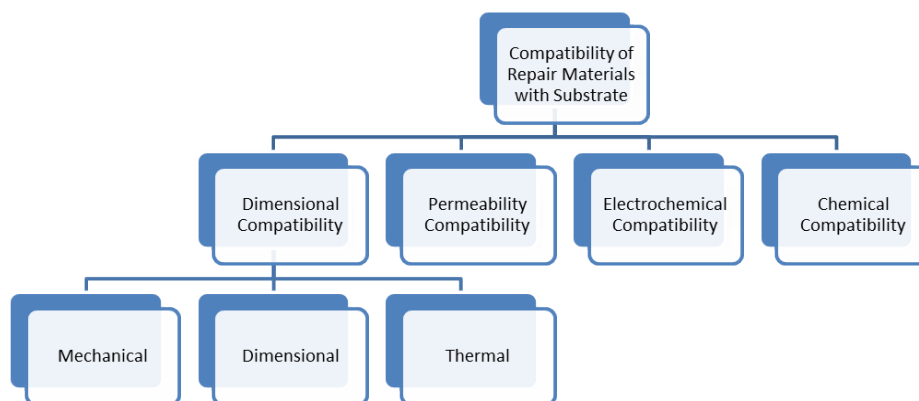 Compatibility of
Repair Materials
with Substrate
Dimensional
Compatibility
Permeability
Compatibility
Electrochemical
Compatibility
Chemical
Compatibility
Mechanical
Dimensional
Thermal